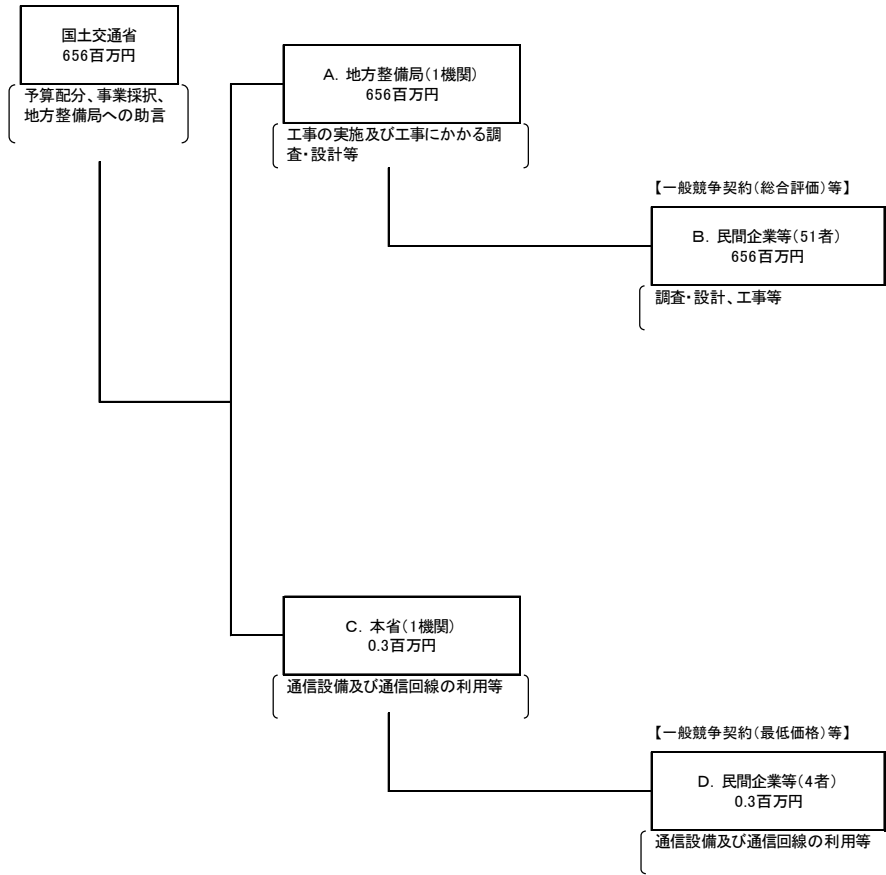 国土交通省
656百万円
予算配分、事業採択、
地方整備局への助言
A. 地方整備局(1機関)
656百万円
工事の実施及び工事にかかる調
査・設計等
【一般競争契約(総合評価)等】
B. 民間企業等(51者)
656百万円
調査・設計、工事等
C. 本省(1機関)
0.3百万円
通信設備及び通信回線の利用等
【一般競争契約(最低価格)等】
D. 民間企業等(4者)
0.3百万円
通信設備及び通信回線の利用等